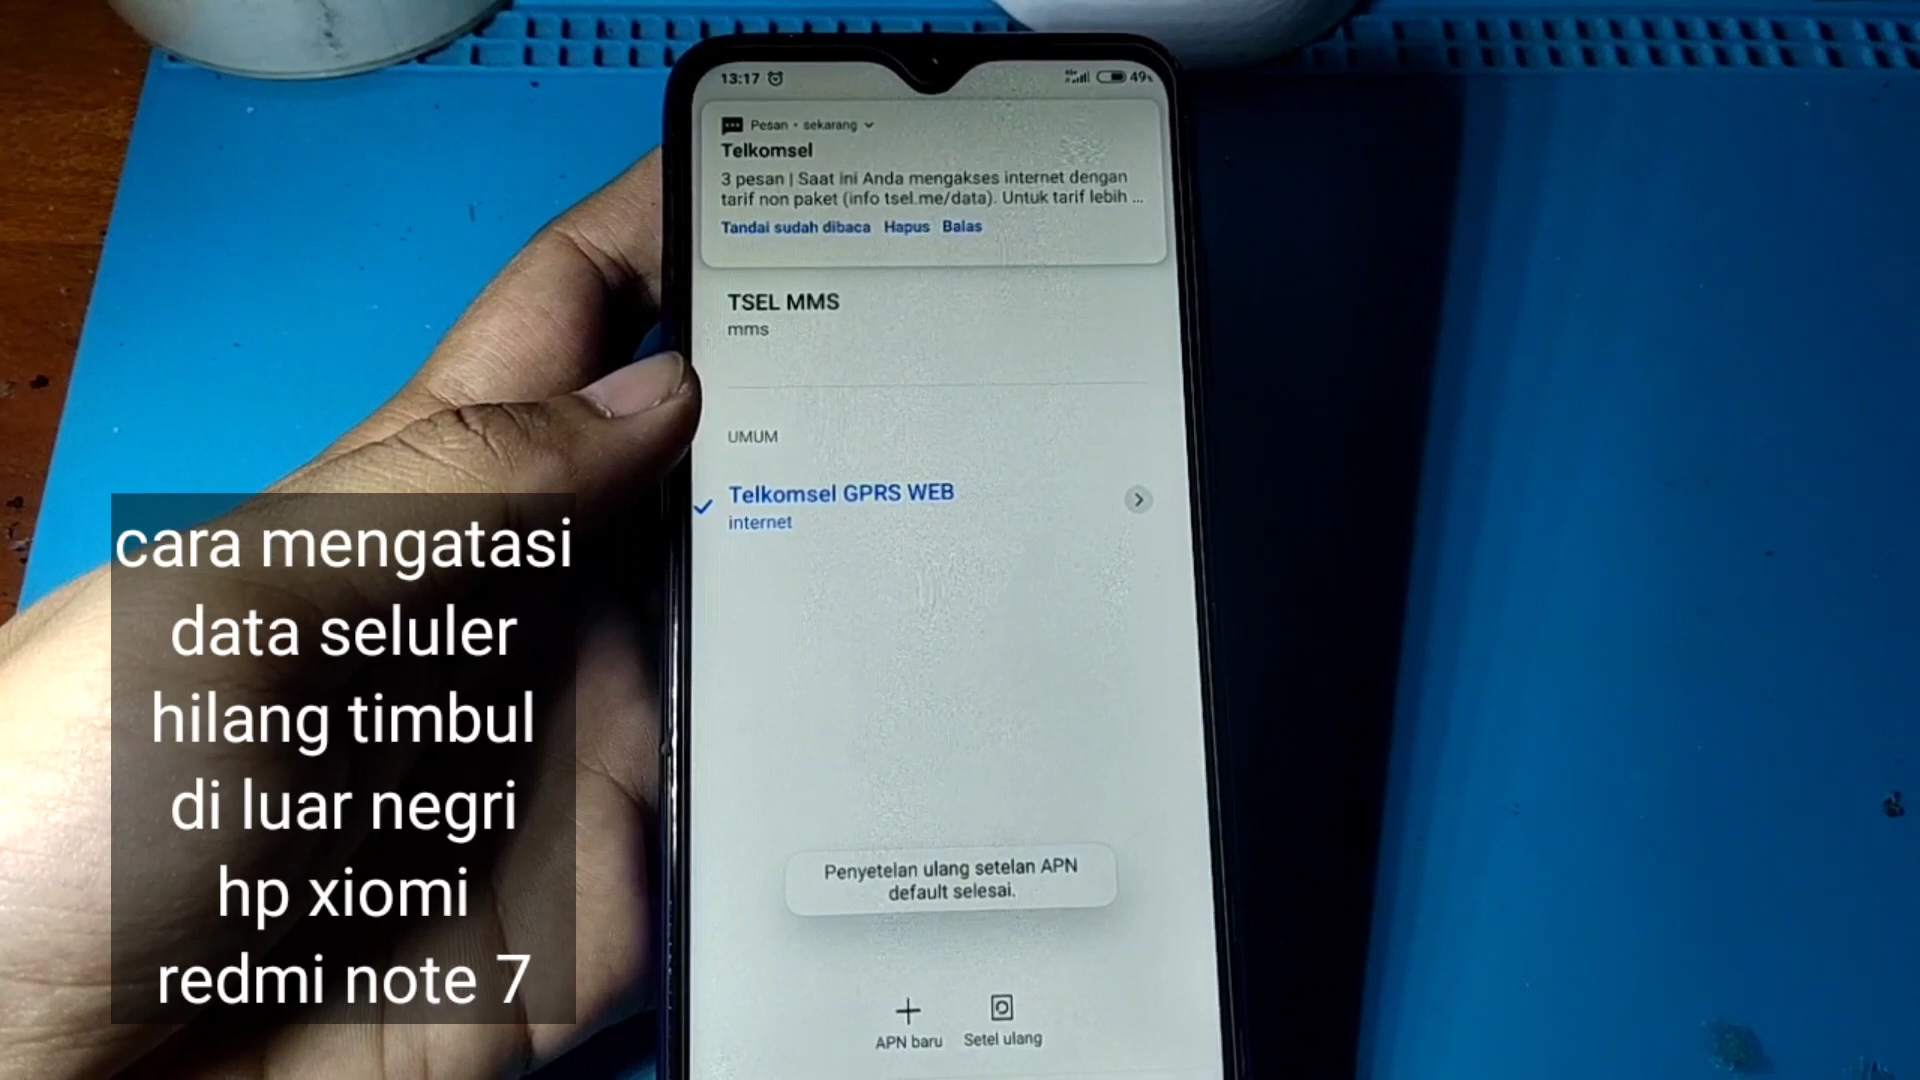 13:17
49%
Pesan • sekarang
Telkomsel
3 pesan | Saat ini Anda mengakses internet dengan
tarif non paket (info tsel.me/data). Untuk tarif lebih ...
Tandai sudah dibaca Hapus Balas
TSEL MMS
mms
UMUM
Telkomsel GPRS WEB
internet
Penyetelan ulang setelan APN
default selesai.
APN baru Setel ulang
cara mengatasi
data seluler
hilang timbul
di luar negri
hp xiomi
redmi note 7